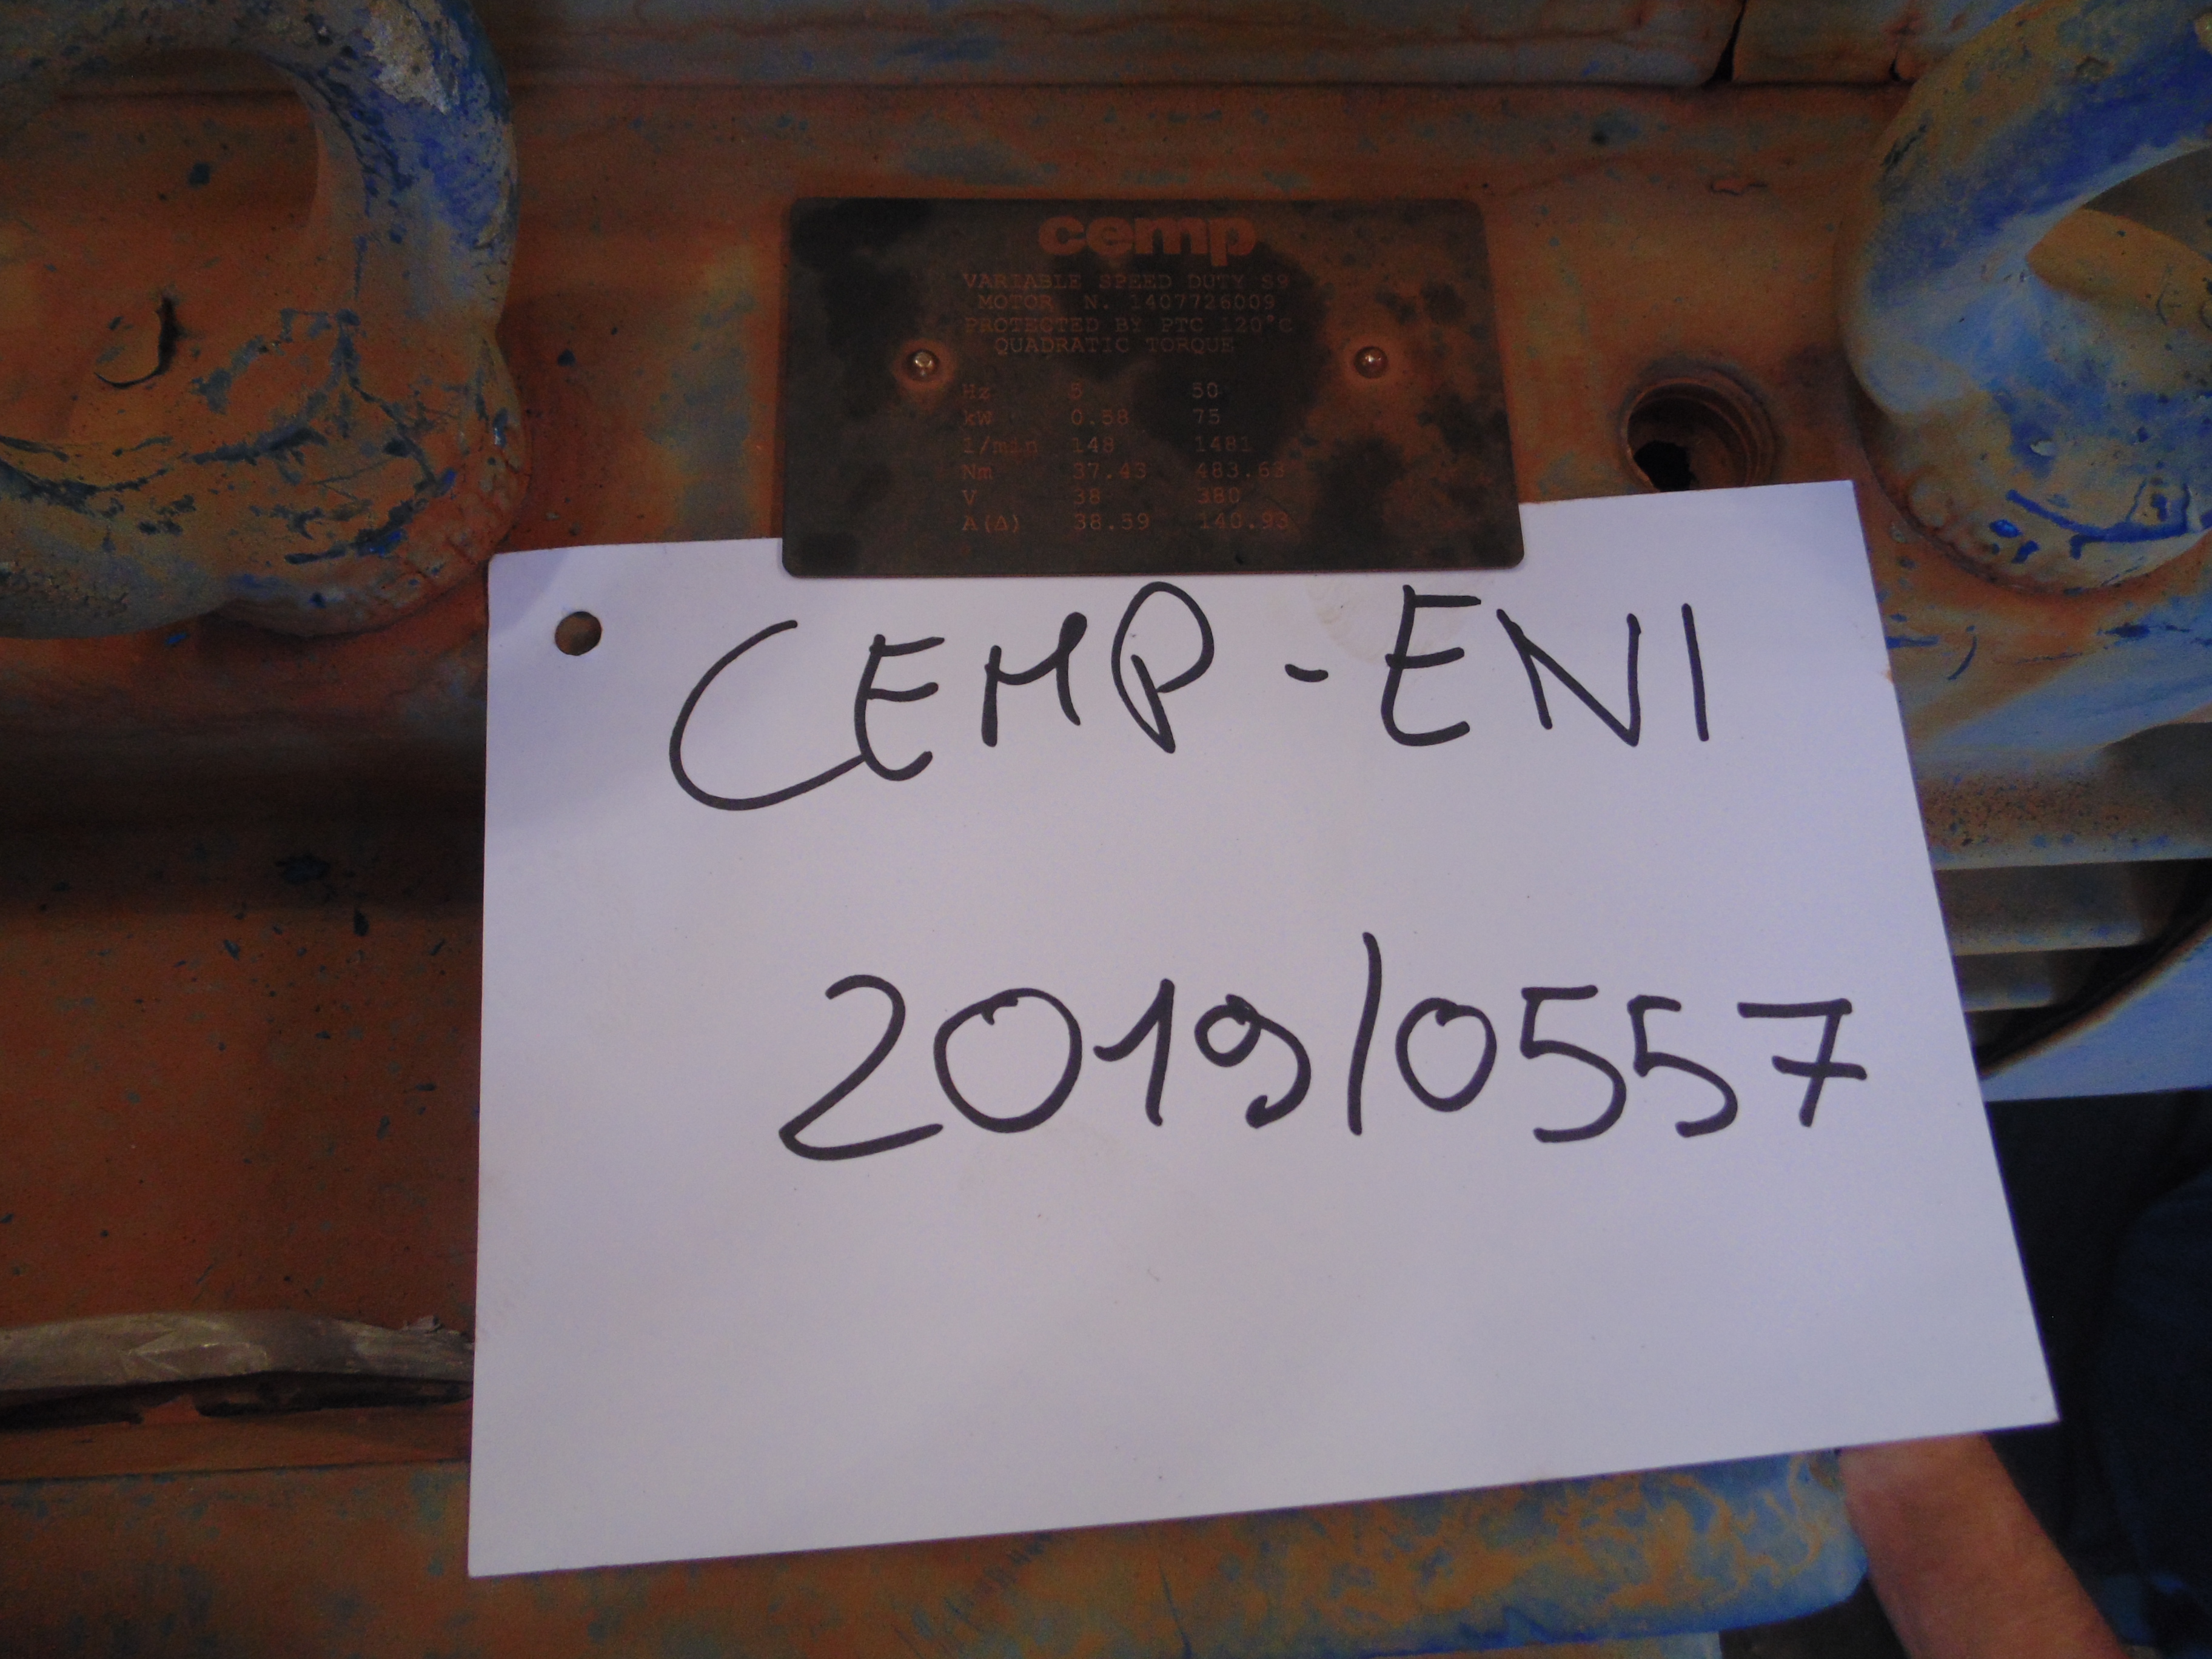 cemp
VARIABLE SPEED DUTY S9
MOTOR N. 1407726009
PROTECTED BY PTC 120°C
QUADRATIC TORQUE
Hz 5 50
kW 0.58 75
1/min 148 1481
Nm 37.43 483.63
V 38 380
A(Δ) 38.59 140.93
CEMP-ENI
2019/0557